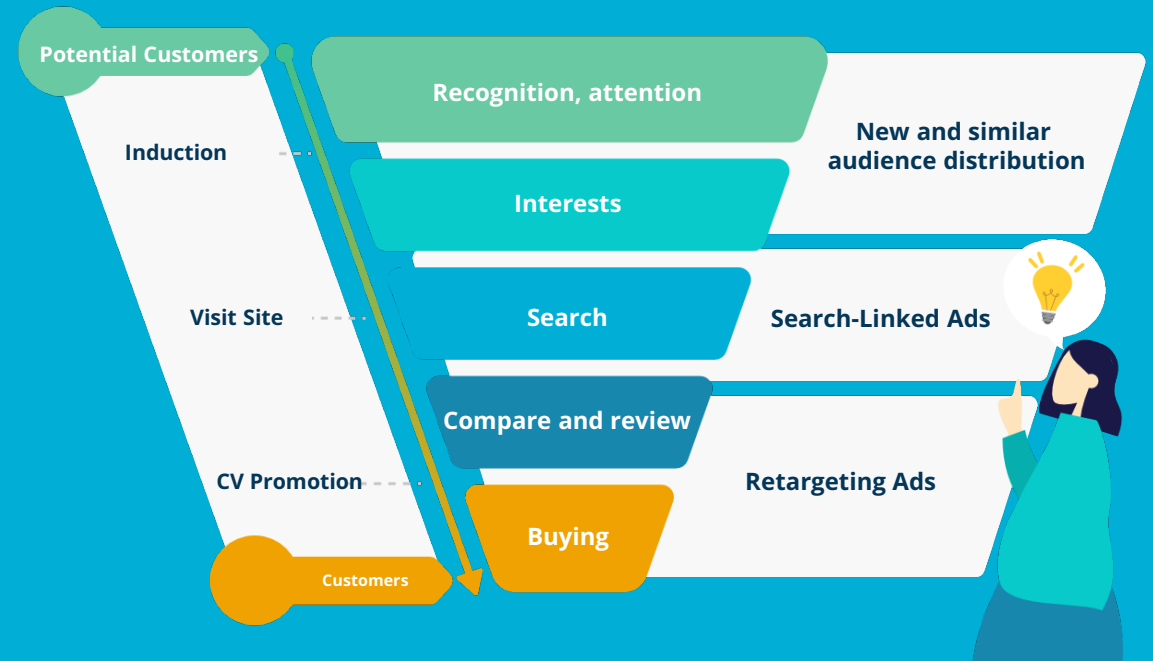 Potential Customers
Recognition, attention
New and similar
audience distribution
Induction
Interests
Visit Site
Search
Search-Linked Ads
Compare and review
CV Promotion
Retargeting Ads
Buying
Customers